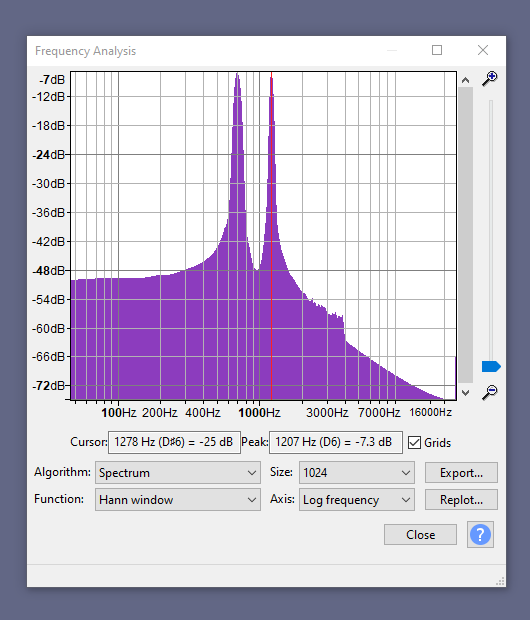 Frequency Analysis
-7dB
-12dB
-18dB
-24dB
-30dB
-36dB
-42dB
-48dB
-54dB
-60dB
-66dB
-72dB
100Hz 200Hz 400Hz 1000Hz 3000Hz 7000Hz 16000Hz
Cursor: 1278 Hz (D♯6) = -25 dB Peak: 1207 Hz (D6) = -7.3 dB Grids
Algorithm: Spectrum Size: 1024 Export...
Function: Hann window Axis: Log frequency Replot...
Close ?